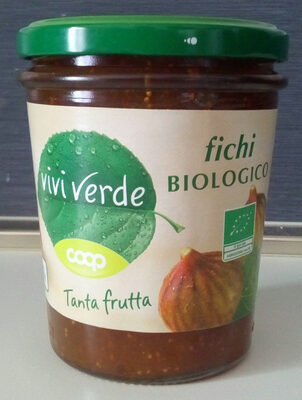 vivi verde
coop
Tanta frutta
fichi
BIOLOGICO